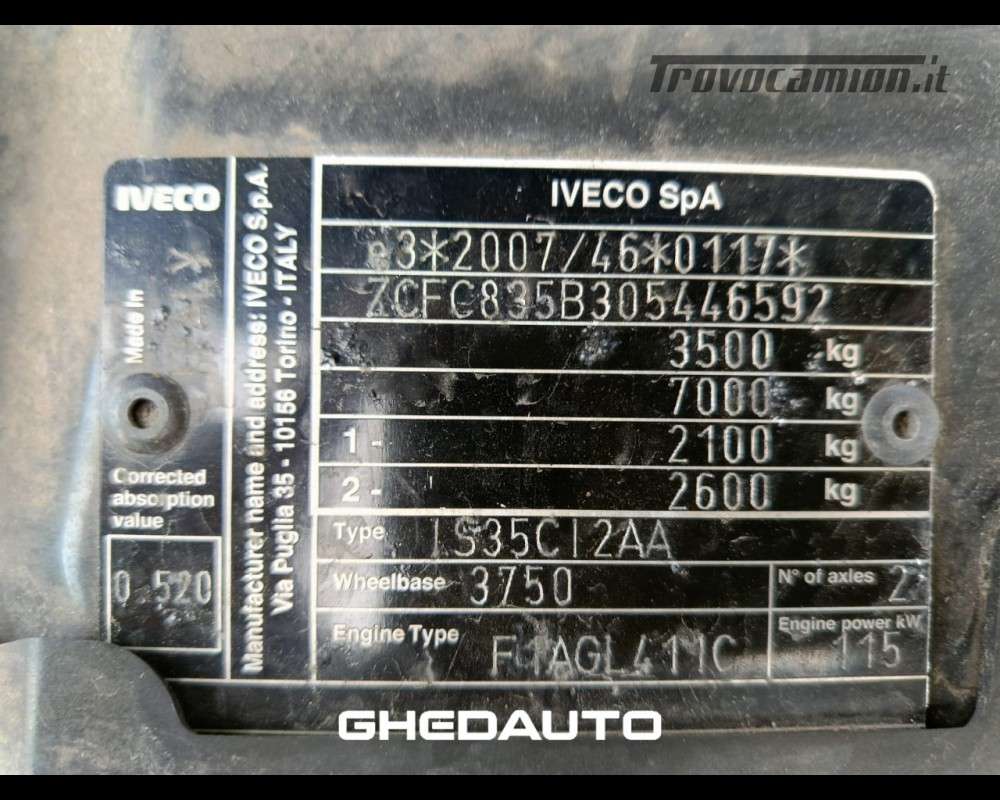 Trovocamion.it
IVECO
Made in
Corrected
absorption
value
0.520
Manufacturer name and address: IVECO S.p.A.
Via Puglia 35 - 10156 Torino - ITALY
IVECO SpA
e3*2007/46*0117*
ZCFC835B305446592
3500 kg
7000 kg
1 - 2100 kg
2 - 2600 kg
Type IS35CI2AA
Wheelbase 3750
N° of axles 2
Engine Type F1AGL411C
Engine power kW
115
GHEDAUTO